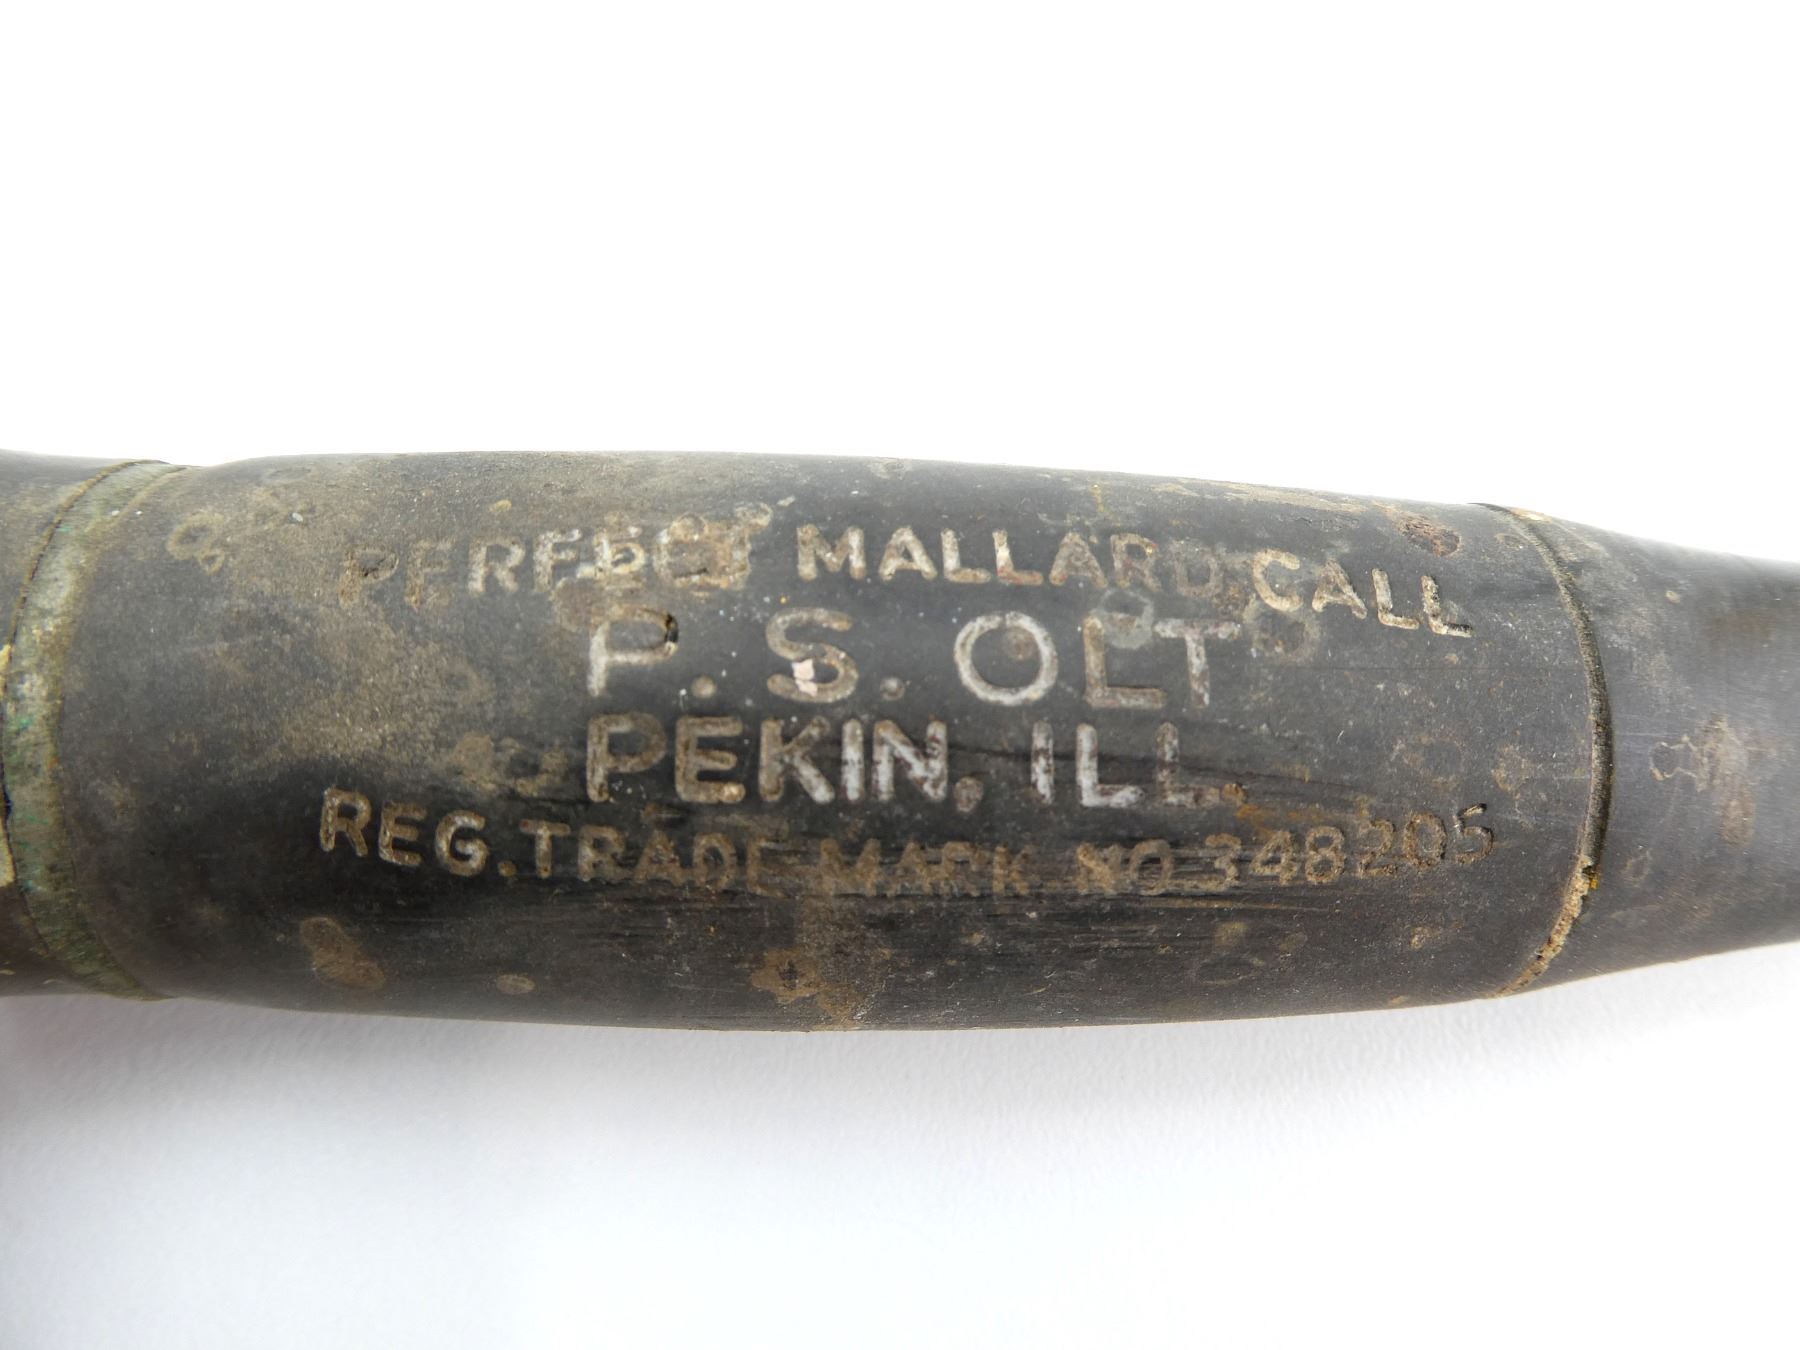 PERFECT MALLARD CALL
P. S. OLT
PEKIN, ILL.
REG. TRADE MARK NO 348205